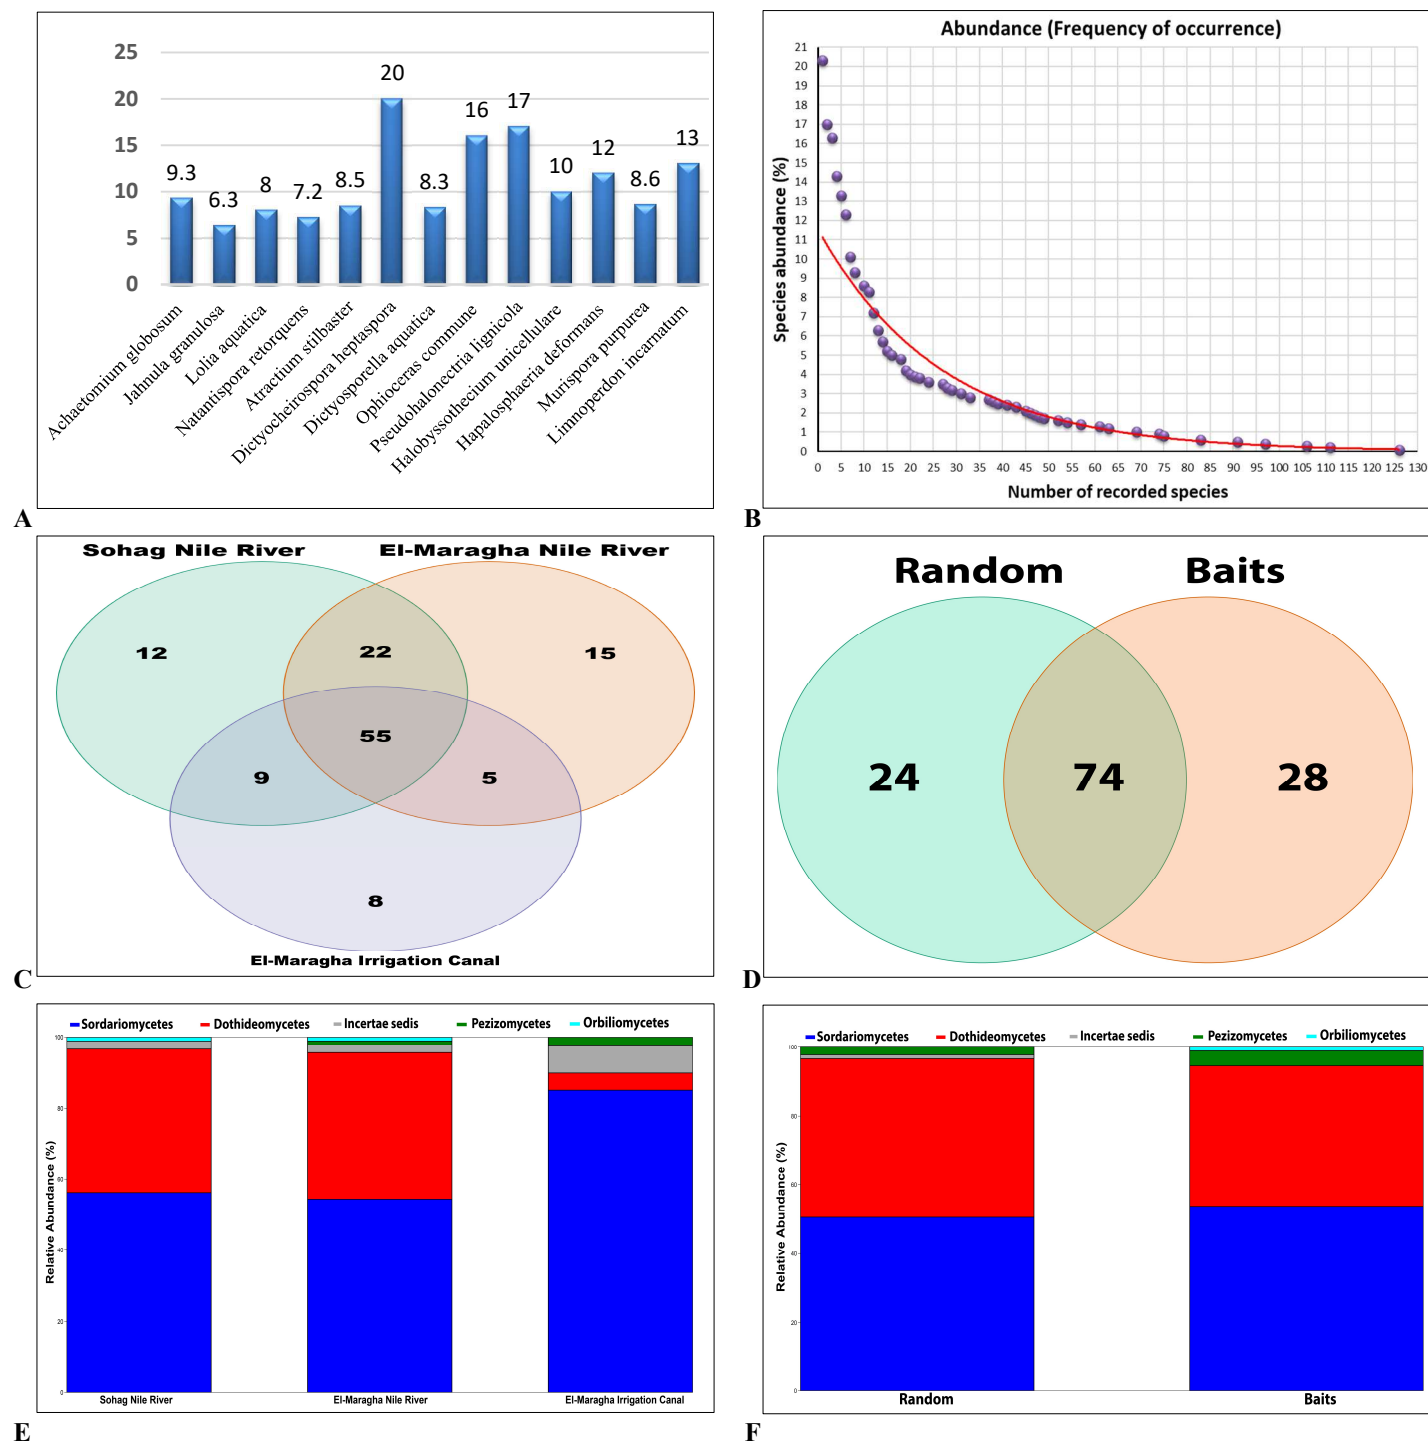 25
20
15
10
5
0
9.3
6.3
8
7.2
8.5
20
8.3
16
17
10
12
8.6
13
Achaetomium globosum
Jahnula granulosa
Lolia aquatica
Natantispora retorquens
Atractium stilbaster
Dictyocheirospora heptaspora
Dictyosporella aquatica
Ophioceras commune
Pseudohalonectria lignicola
Halobyssothecium unicellulare
Hapalosphaeria deformans
Murispora purpurea
Limnoperdon incarnatum
A
Abundance (Frequency of occurrence)
Species abundance (%)
21
20
19
18
17
16
15
14
13
12
11
10
9
8
7
6
5
4
3
2
1
0
0 5 10 15 20 25 30 35 40 45 50 55 60 65 70 75 80 85 90 95 100 105 110 115 120 125 130
Number of recorded species
B
Sohag Nile River El-Maragha Nile River
12 22 15
55
9 5
8
El-Maragha Irrigation Canal
C
Random Baits
24 74 28
D
Sordariomycetes Dothideomycetes Incertae sedis Pezizomycetes Orbiliomycetes
Relative Abundance (%)
100
80
60
40
20
0
Sohag Nile River El-Maragha Nile River El-Maragha Irrigation Canal
E
Sordariomycetes Dothideomycetes Incertae sedis Pezizomycetes Orbiliomycetes
Relative Abundance (%)
100
80
60
40
20
0
Random Baits
F